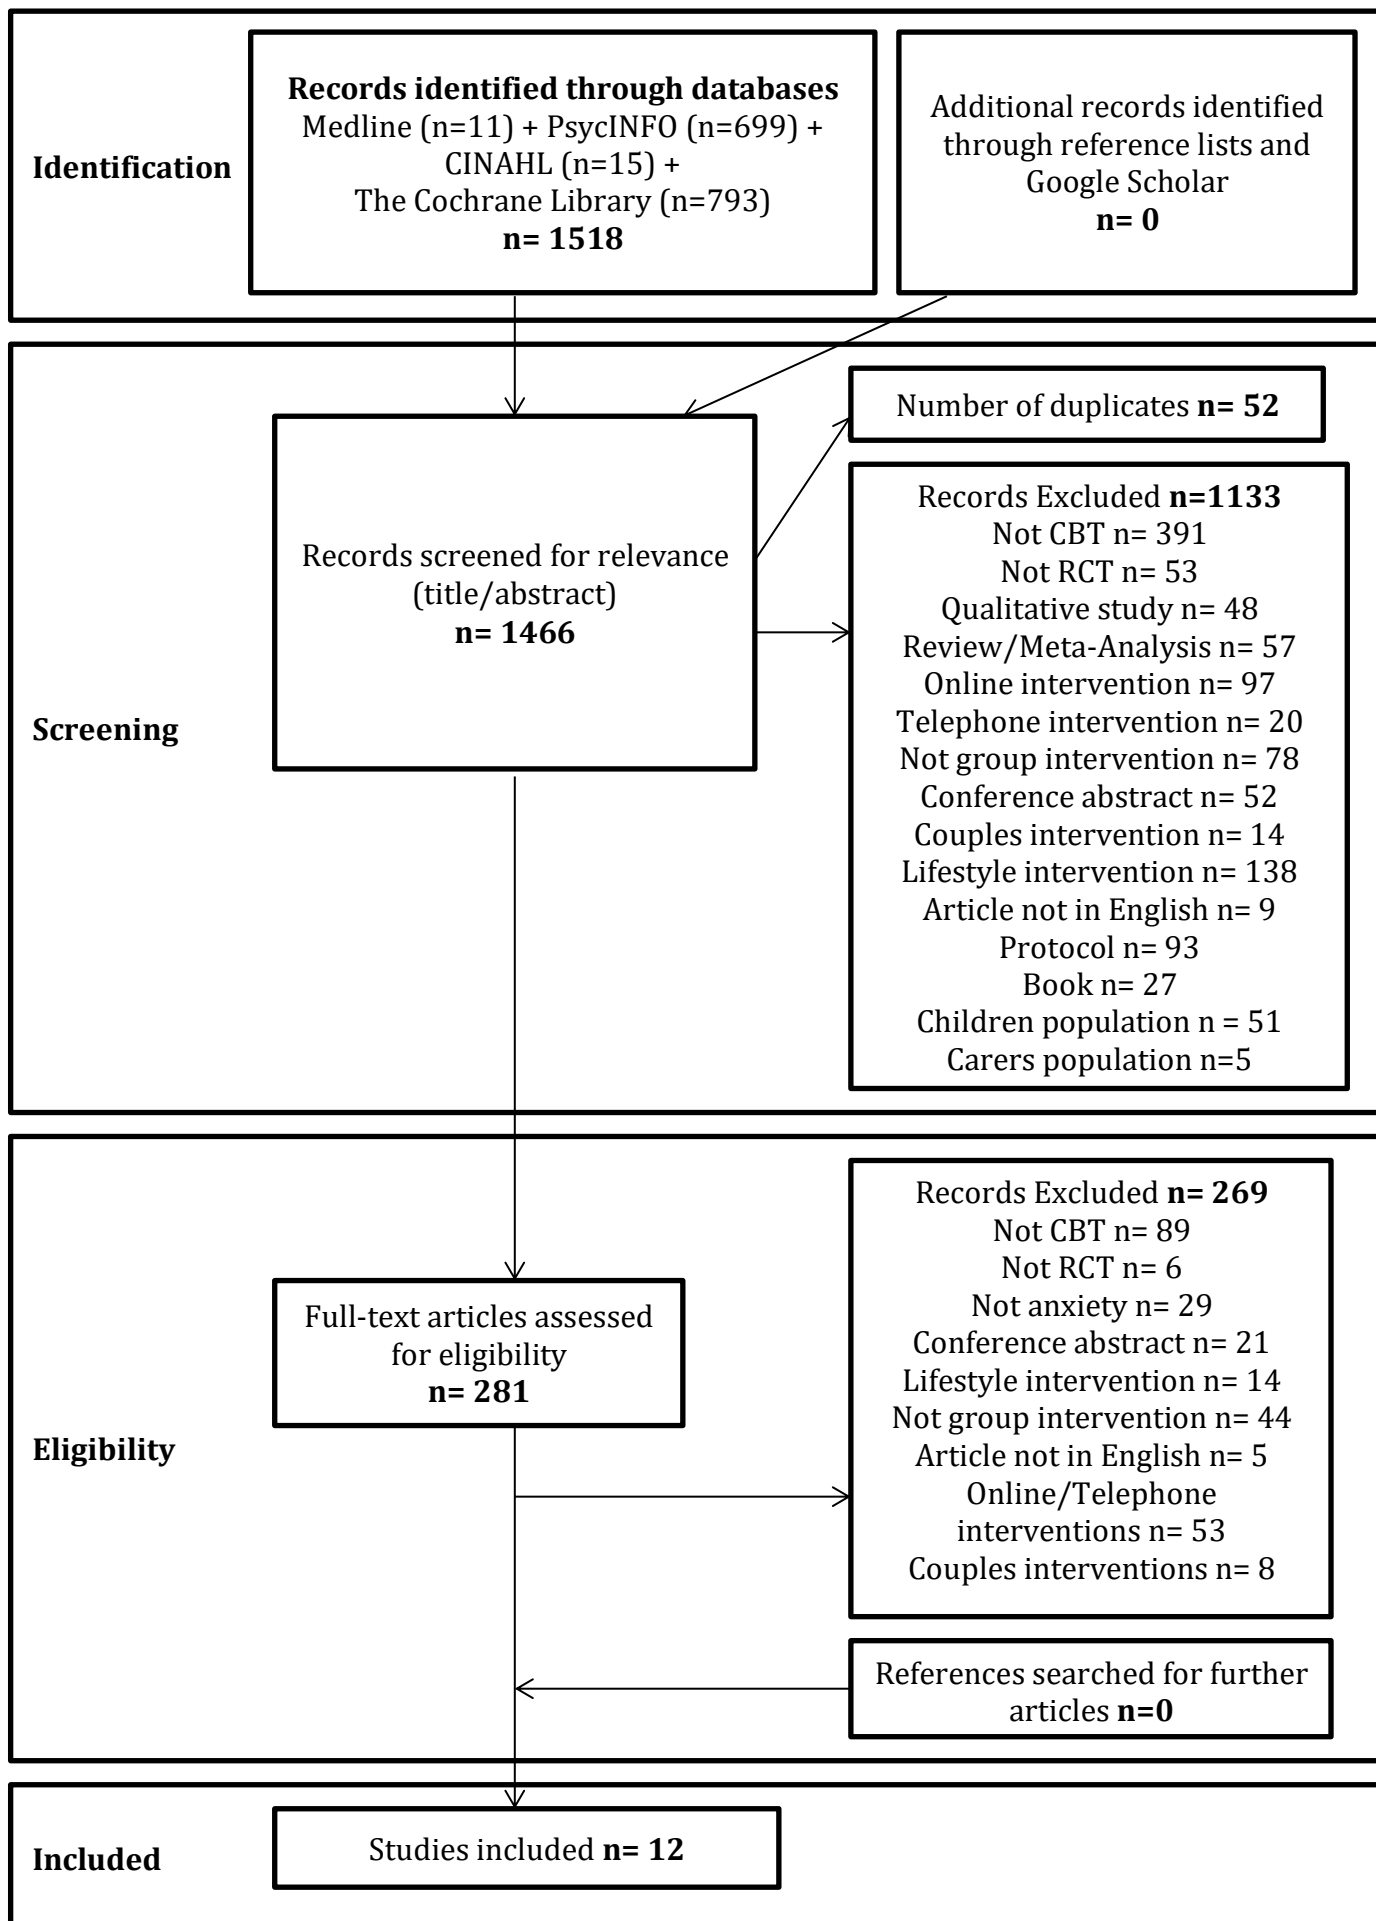 Identification
Records identified through databases
Medline (n=11) + PsycINFO (n=699) +
CINAHL (n=15) +
The Cochrane Library (n=793)
n= 1518
Additional records identified
through reference lists and
Google Scholar
n= 0
Screening
Records screened for relevance
(title/abstract)
n= 1466
Number of duplicates n= 52
Records Excluded n=1133
Not CBT n= 391
Not RCT n= 53
Qualitative study n= 48
Review/Meta-Analysis n= 57
Online intervention n= 97
Telephone intervention n= 20
Not group intervention n= 78
Conference abstract n= 52
Couples intervention n= 14
Lifestyle intervention n= 138
Article not in English n= 9
Protocol n= 93
Book n= 27
Children population n = 51
Carers population n=5
Eligibility
Full-text articles assessed
for eligibility
n= 281
Records Excluded n= 269
Not CBT n= 89
Not RCT n= 6
Not anxiety n= 29
Conference abstract n= 21
Lifestyle intervention n= 14
Not group intervention n= 44
Article not in English n= 5
Online/Telephone
interventions n= 53
Couples interventions n= 8
References searched for further
articles n=0
Included
Studies included n= 12